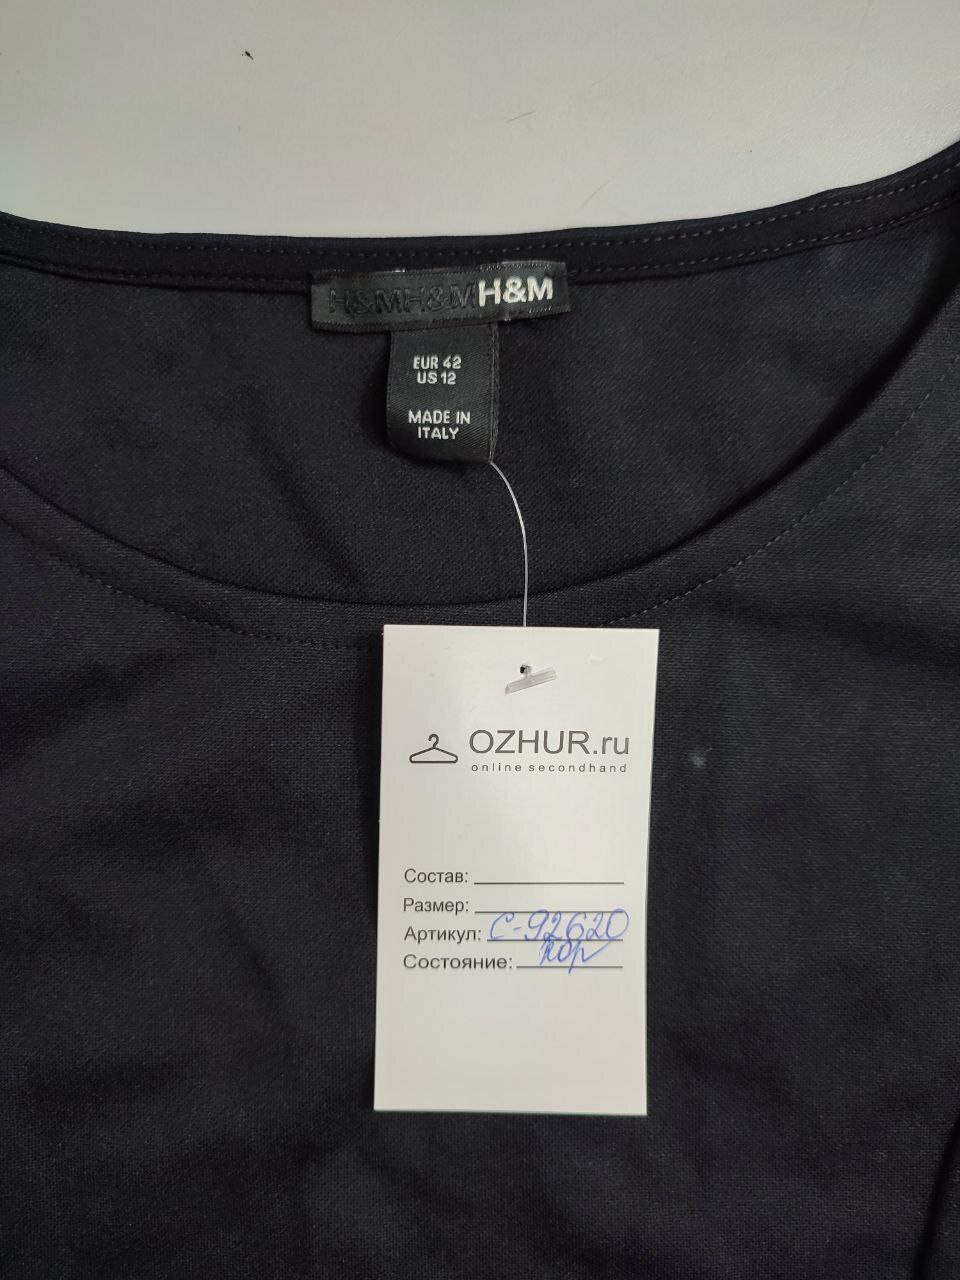 H&MH&MH&M
EUR 42
US 12
MADE IN
ITALY
OZHUR.ru
online secondhand
Состав:
Размер:
Артикул: С-92620
Состояние: хор